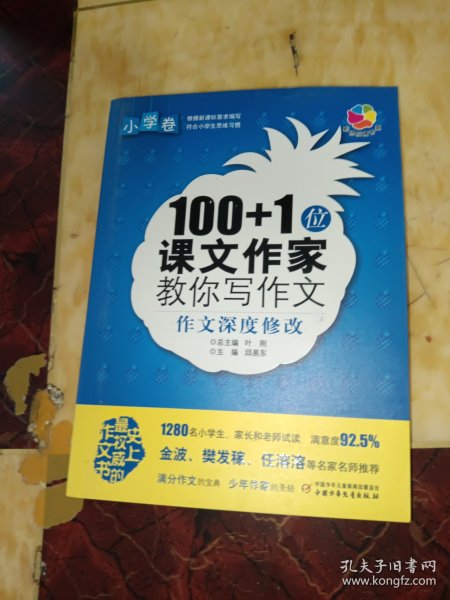 小学卷
根据新课标要求编写
符合小学生思维习惯
100+1位
课文作家
教你写作文
作文深度修改
◎总主编 叶刚
◎主编 邱易东
史上
最权威的
作文书
1280名小学生、家长和老师试读 满意度92.5%
金波、樊发稼、任溶溶等名家名师推荐
满分作文的宝典 少年作家的圣经
中国少年儿童新闻出版总社
中国少年儿童出版社
孔夫子旧书网
www.kongfz.com